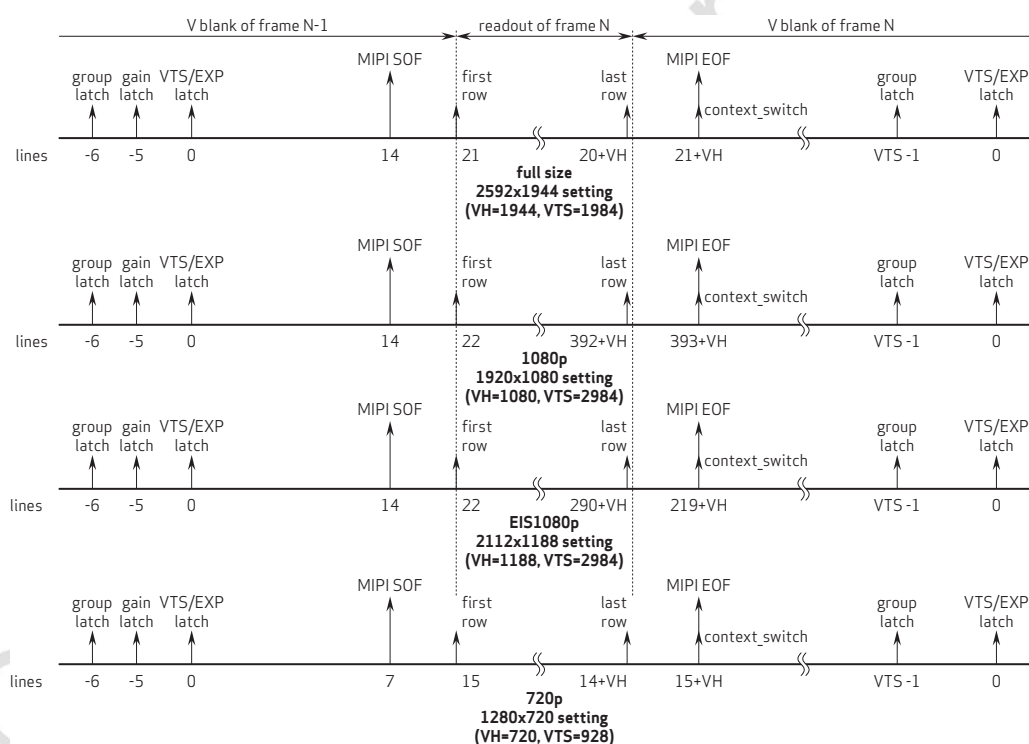 V blank of frame N-1 readout of frame N V blank of frame N
MIPI SOF MIPI EOF
group gain VTS/EXP first last group VTS/EXP
latch latch latch row row context_switch latch latch
lines -6 -5 0 14 21 20+VH 21+VH VTS -1 0
full size
2592x1944 setting
(VH=1944, VTS=1984)
MIPI SOF MIPI EOF
group gain VTS/EXP first last group VTS/EXP
latch latch latch row row context_switch latch latch
lines -6 -5 0 14 22 392+VH 393+VH VTS -1 0
1080p
1920x1080 setting
(VH=1080, VTS=2984)
MIPI SOF MIPI EOF
group gain VTS/EXP first last group VTS/EXP
latch latch latch row row context_switch latch latch
lines -6 -5 0 14 22 290+VH 219+VH VTS -1 0
EIS1080p
2112x1188 setting
(VH=1188, VTS=2984)
MIPI SOF MIPI EOF
group gain VTS/EXP first last group VTS/EXP
latch latch latch row row context_switch latch latch
lines -6 -5 0 7 15 14+VH 15+VH VTS -1 0
720p
1280x720 setting
(VH=720, VTS=928)